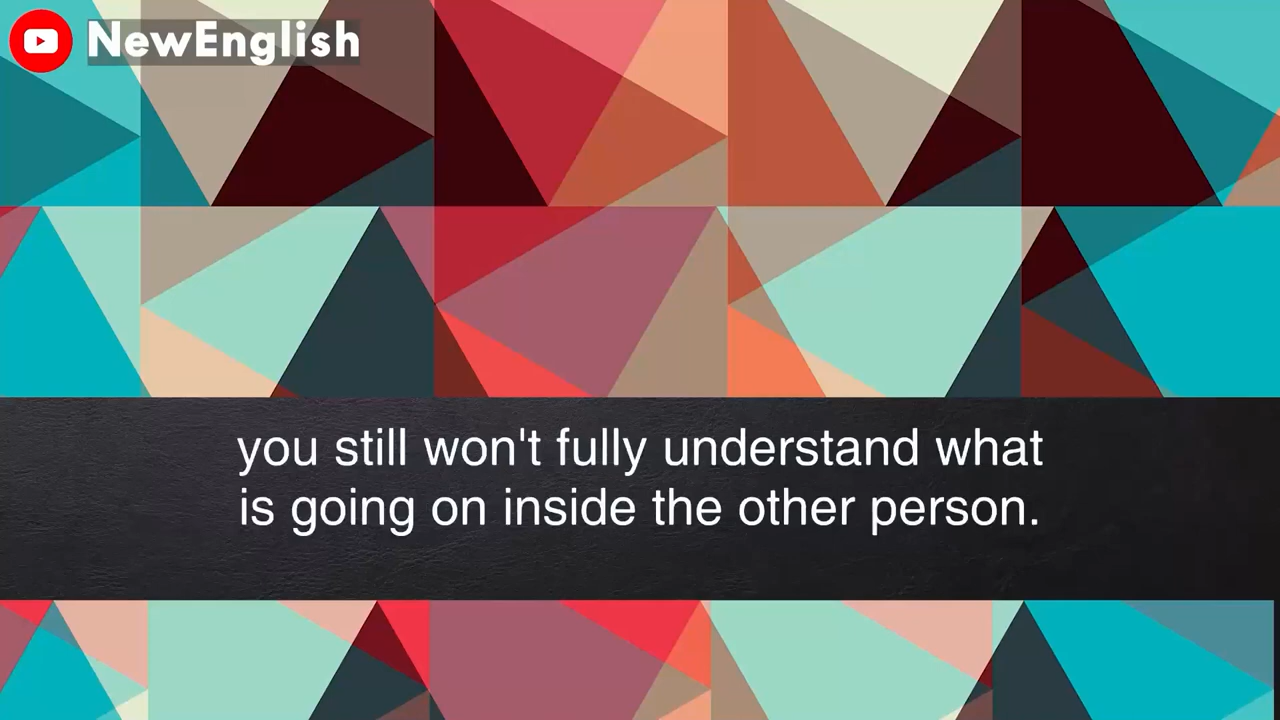 NewEnglish
you still won't fully understand what
is going on inside the other person.